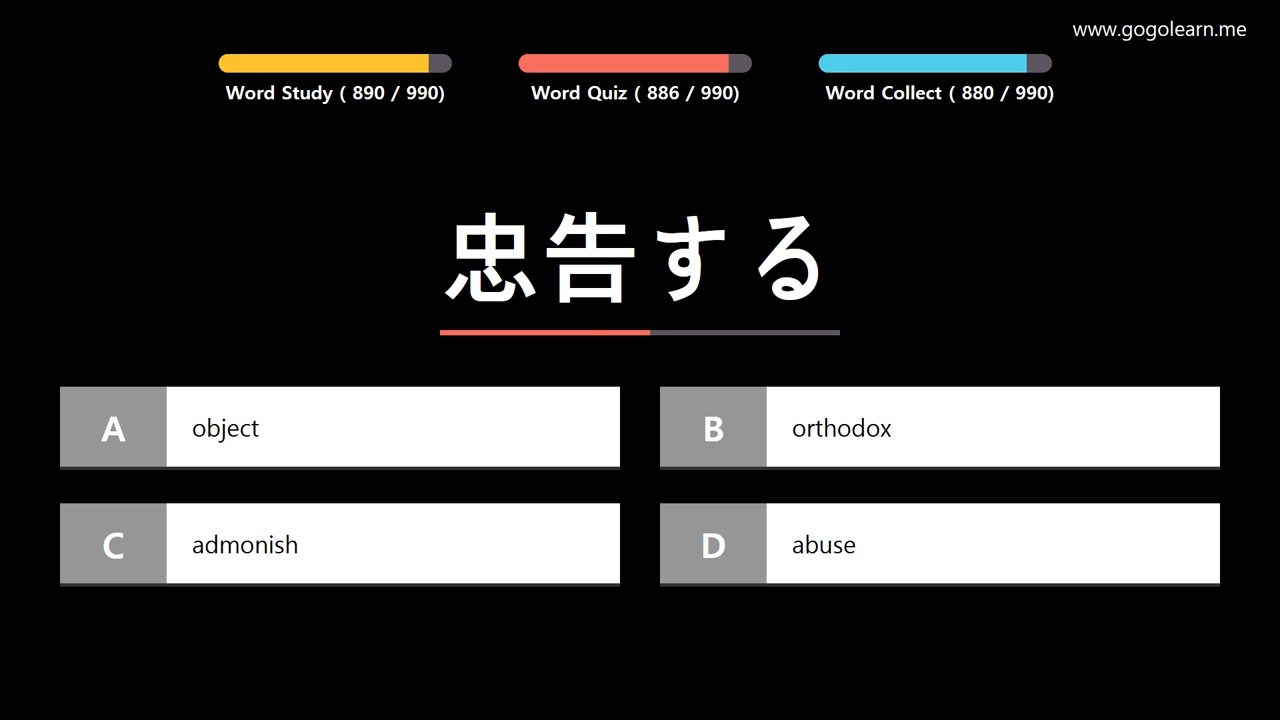 www.gogolearn.me
Word Study ( 890 / 990)
Word Quiz ( 886 / 990)
Word Collect ( 880 / 990)
忠告する
A object
B orthodox
C admonish
D abuse